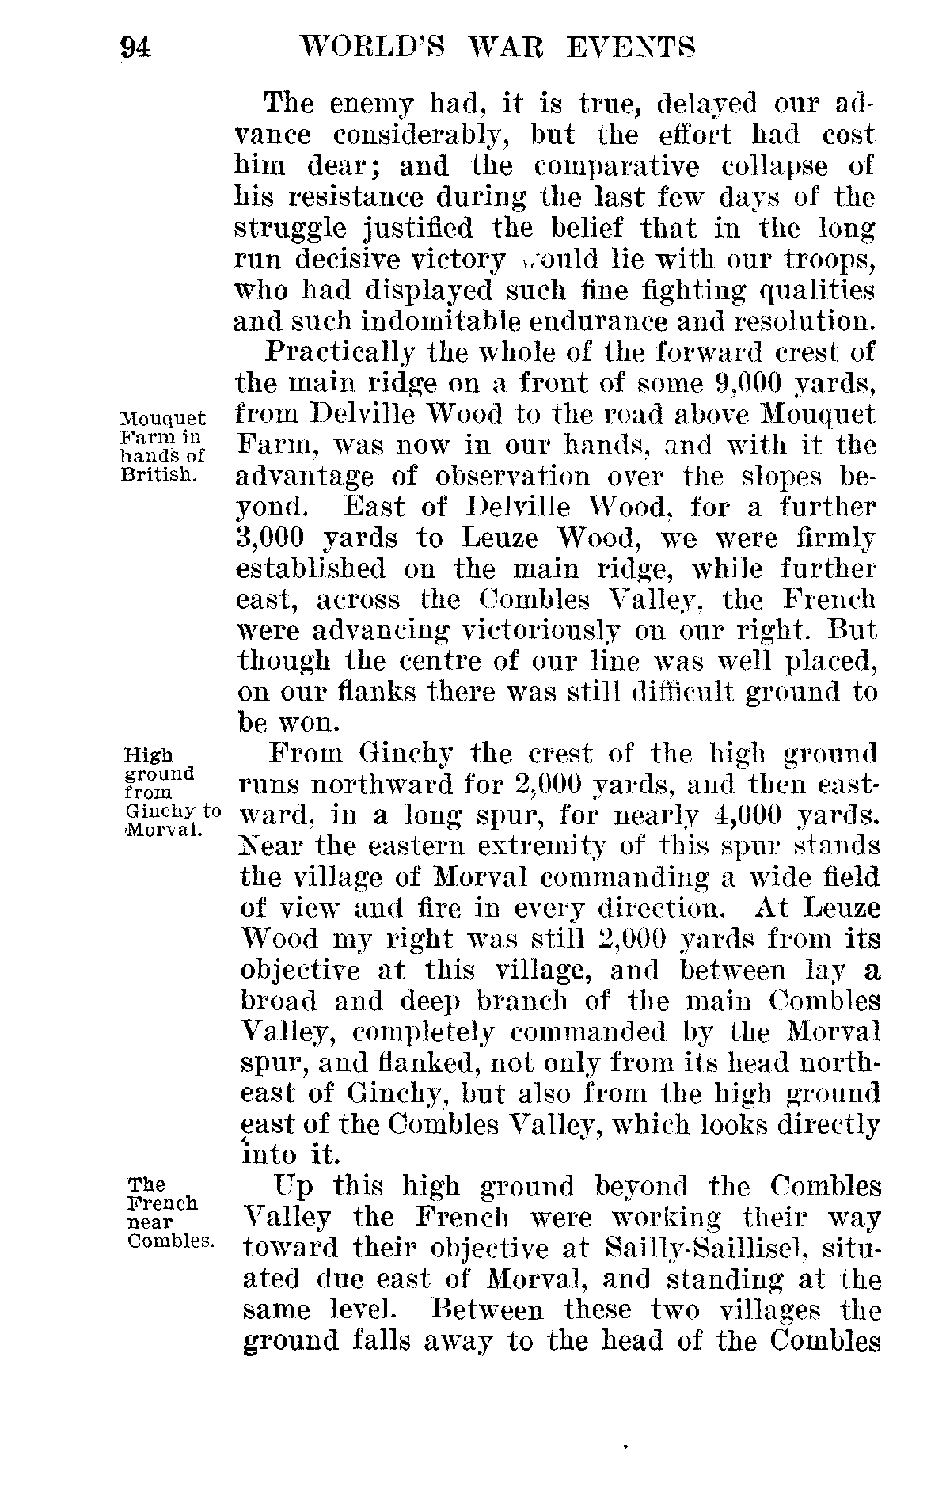 94 WORLD'S WAR EVENTS
The enemy had, it is true, delayed our ad-
vance considerably, but the effort had cost
him dear; and the comparative collapse of
his resistance during the last few days of the
struggle justified the belief that in the long
run decisive victory would lie with our troops,
who had displayed such fine fighting qualities
and such indomitable endurance and resolution.
Practically the whole of the forward crest of
the main ridge on a front of some 9,000 yards,
from Delville Wood to the road above Mouquet
Farm, was now in our hands, and with it the
advantage of observation over the slopes be-
yond. East of Delville Wood, for a further
3,000 yards to Leuze Wood, we were firmly
established on the main ridge, while further
east, across the Combles Valley, the French
were advancing victoriously on our right. But
though the centre of our line was well placed,
on our flanks there was still difficult ground to
be won.
Mouquet
Farm in
hands of
British.
From Ginchy the crest of the high ground
runs northward for 2,000 yards, and then east-
ward, in a long spur, for nearly 4,000 yards.
Near the eastern extremity of this spur stands
the village of Morval commanding a wide field
of view and fire in every direction. At Leuze
Wood my right was still 2,000 yards from its
objective at this village, and between lay a
broad and deep branch of the main Combles
Valley, completely commanded by the Morval
spur, and flanked, not only from its head north-
east of Ginchy, but also from the high ground
east of the Combles Valley, which looks directly
into it.
High
ground
from
Ginchy to
Morval.
Up this high ground beyond the Combles
Valley the French were working their way
toward their objective at Sailly-Saillisel, situ-
ated due east of Morval, and standing at the
same level. Between these two villages the
ground falls away to the head of the Combles
The
French
near
Combles.